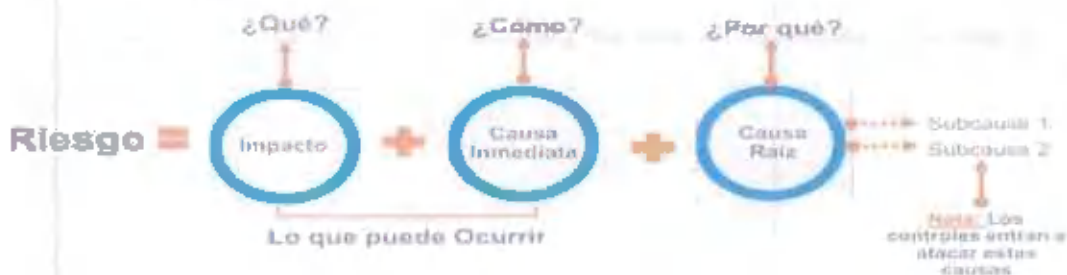 ¿Qué?
¿Cómo?
¿Por qué?
Riesgo =
Impacto
+
Causa
Inmediata
+
Causa
Raíz
Subcausa 1
Subcausa 2
Lo que puede Ocurrir
Nota: Los
controles entran a
atacar estas
causas